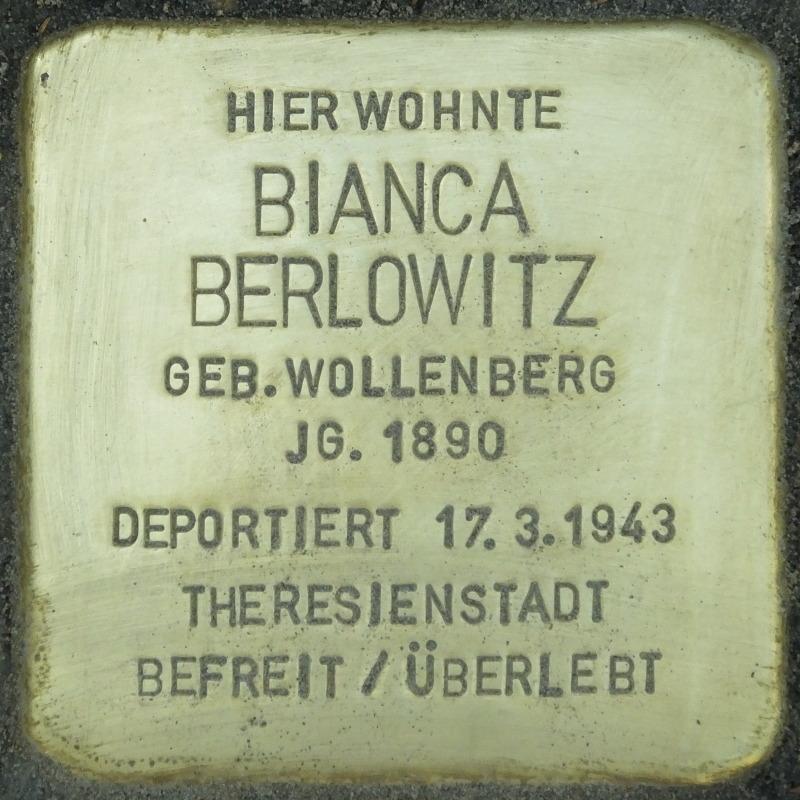 HIER WOHNTE
BIANCA
BERLOWITZ
GEB. WOLLENBERG
JG. 1890
DEPORTIERT 17. 3. 1943
THERESIENSTADT
BEFREIT / ÜBERLEBT